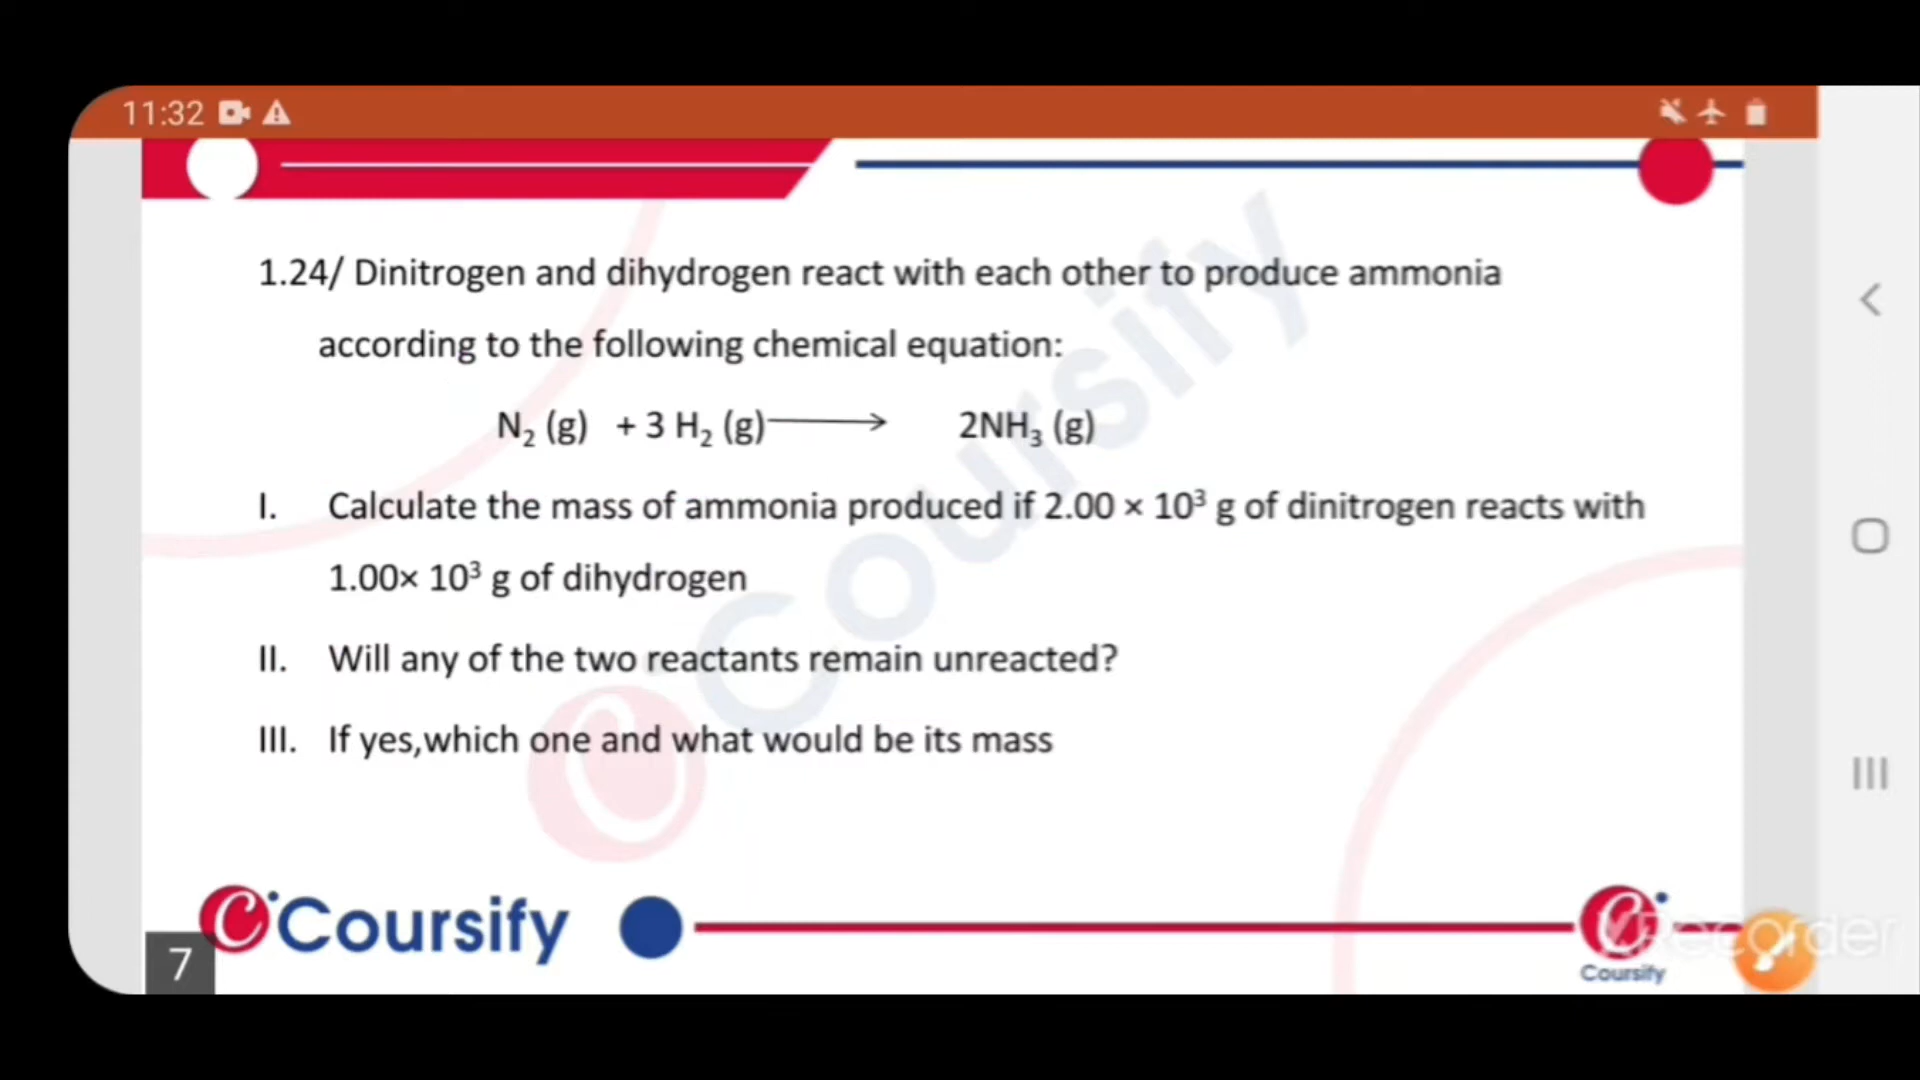 11:32
1.24/ Dinitrogen and dihydrogen react with each other to produce ammonia
according to the following chemical equation:
N₂ (g) + 3 H₂ (g) ⟶ 2NH₃ (g)
I. Calculate the mass of ammonia produced if 2.00 × 10³ g of dinitrogen reacts with
1.00× 10³ g of dihydrogen
II. Will any of the two reactants remain unreacted?
III. If yes,which one and what would be its mass
Coursify
Coursify
7
XRecorder
Coursify